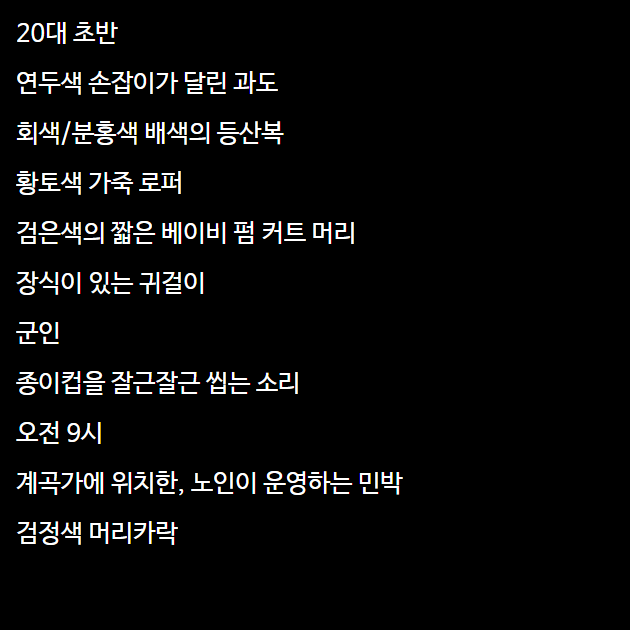 20대 초반
연두색 손잡이가 달린 과도
회색/분홍색 배색의 등산복
황토색 가죽 로퍼
검은색의 짧은 베이비 펌 커트 머리
장식이 있는 귀걸이
군인
종이컵을 잘근잘근 씹는 소리
오전 9시
계곡가에 위치한, 노인이 운영하는 민박
검정색 머리카락